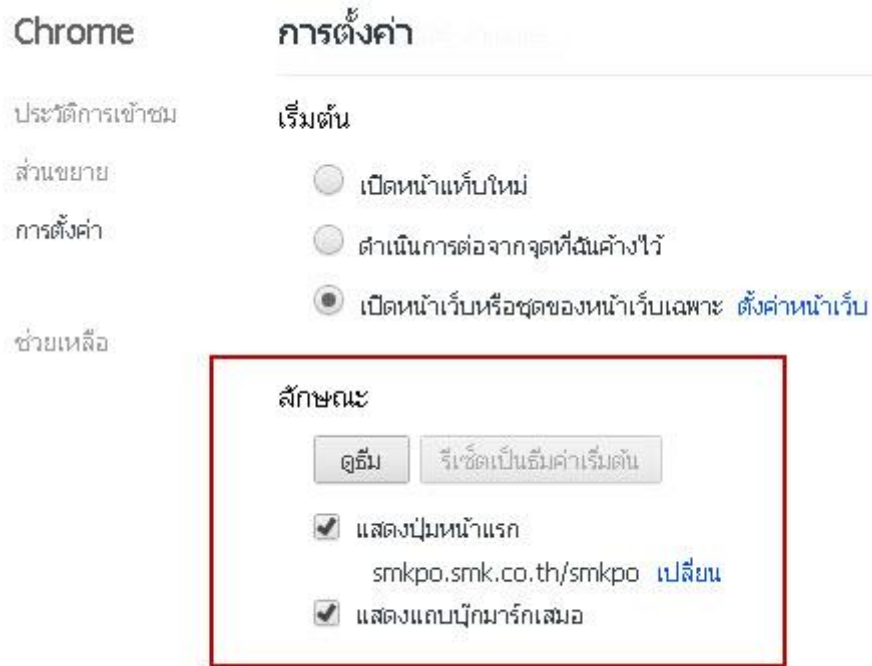 Chrome
การตั้งค่า
ประวัติการเข้าชม
ส่วนขยาย
การตั้งค่า
ช่วยเหลือ
เริ่มต้น
เปิดหน้าแท็บใหม่
ดำเนินการต่อจากจุดที่ฉันค้างไว้
เปิดหน้าเว็บหรือชุดของหน้าเว็บเฉพาะ ตั้งค่าหน้าเว็บ
ลักษณะ
ดูธีม รีเซ็ตเป็นธีมค่าเริ่มต้น
แสดงปุ่มหน้าแรก
smkpo.smk.co.th/smkpo เปลี่ยน
แสดงแถบบุ๊กมาร์กเสมอ